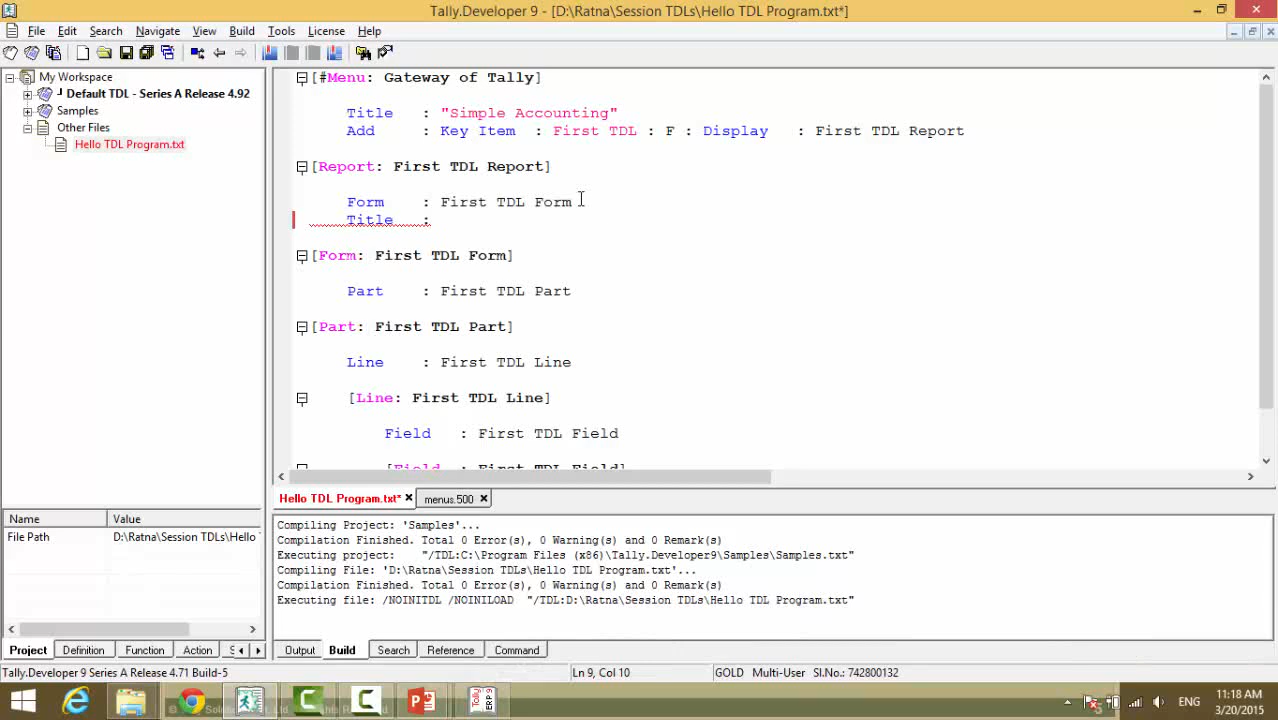 Tally.Developer 9 - [D:\Ratna\Session TDLs\Hello TDL Program.txt*]
File Edit Search Navigate View Build Tools License Help
My Workspace
Default TDL - Series A Release 4.92
Samples
Other Files
Hello TDL Program.txt
[#Menu: Gateway of Tally]
Title : "Simple Accounting"
Add : Key Item : First TDL : F : Display : First TDL Report
[Report: First TDL Report]
Form : First TDL Form
Title :
[Form: First TDL Form]
Part : First TDL Part
[Part: First TDL Part]
Line : First TDL Line
[Line: First TDL Line]
Field : First TDL Field
[Field : First TDL Field]
Hello TDL Program.txt* menus.500
Name Value
File Path D:\Ratna\Session TDLs\Hello
Compiling Project: 'Samples'...
Compilation Finished. Total 0 Error(s), 0 Warning(s) and 0 Remark(s)
Executing project: "/TDL:C:\Program Files (x86)\Tally.Developer9\Samples\Samples.txt"
Compiling File: 'D:\Ratna\Session TDLs\Hello TDL Program.txt'...
Compilation Finished. Total 0 Error(s), 0 Warning(s) and 0 Remark(s)
Executing file: /NOINITDL /NOINILOAD "/TDL:D:\Ratna\Session TDLs\Hello TDL Program.txt"
Project Definition Function Action
Output Build Search Reference Command
Tally.Developer 9 Series A Release 4.71 Build-5 Ln 9, Col 10 GOLD Multi-User Sl.No.: 742800132
Tally ERP 9
ENG
11:18 AM
3/20/2015